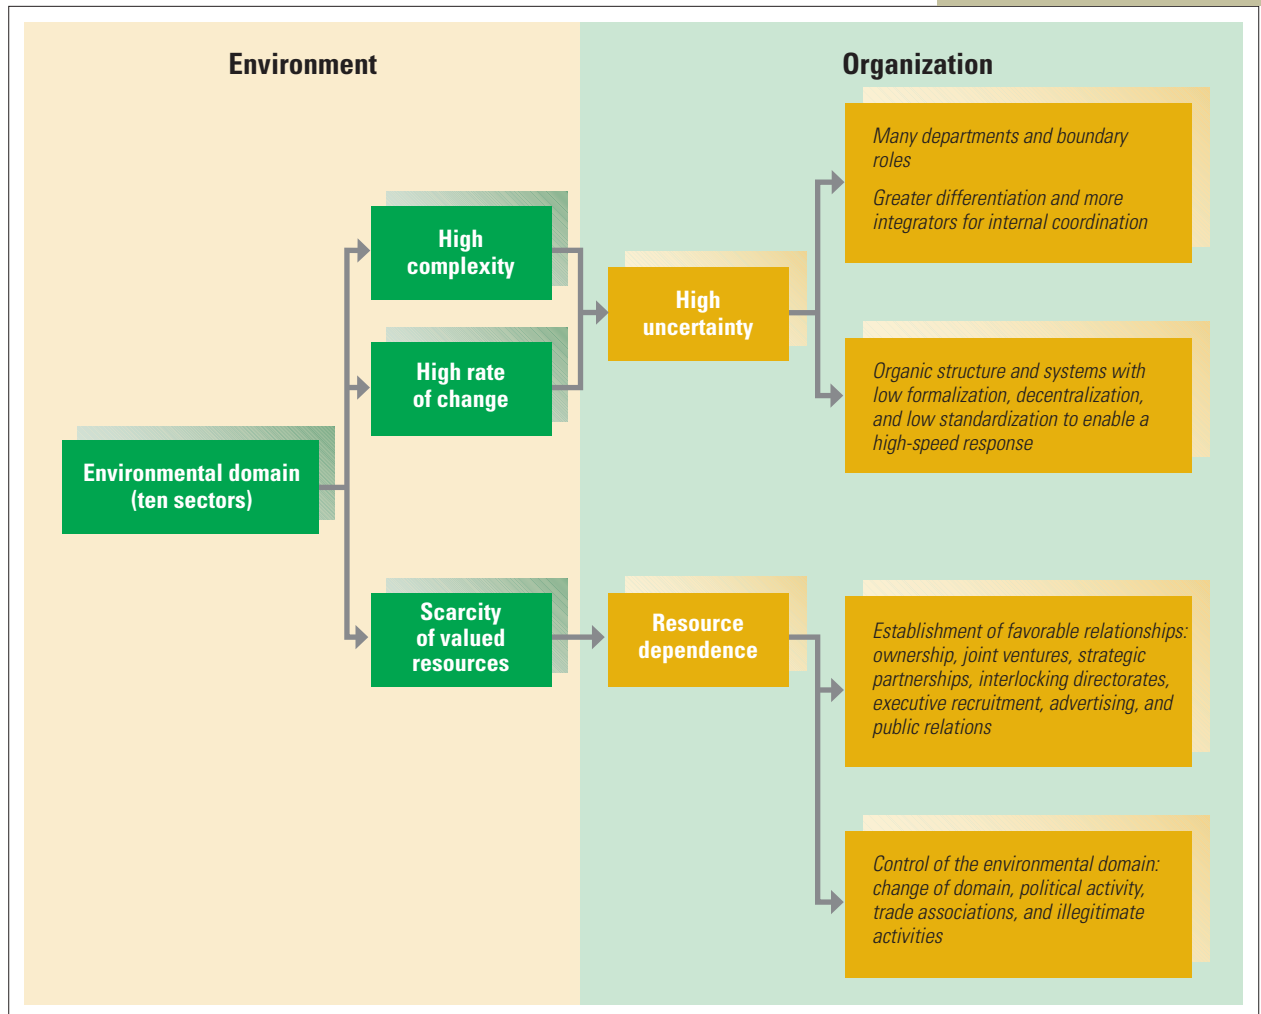 Environment
Organization
Many departments and boundary
roles
Greater differentiation and more
integrators for internal coordination
High
complexity
High
uncertainty
High rate
of change
Organic structure and systems with
low formalization, decentralization,
and low standardization to enable a
high-speed response
Environmental domain
(ten sectors)
Scarcity
of valued
resources
Resource
dependence
Establishment of favorable relationships:
ownership, joint ventures, strategic
partnerships, interlocking directorates,
executive recruitment, advertising, and
public relations
Control of the environmental domain:
change of domain, political activity,
trade associations, and illegitimate
activities